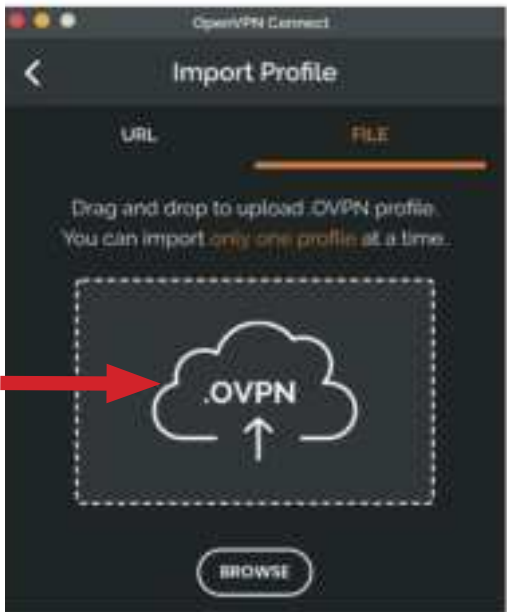 OpenVPN Connect
Import Profile
URL FILE
Drag and drop to upload .OVPN profile.
You can import only one profile at a time.
.OVPN
BROWSE